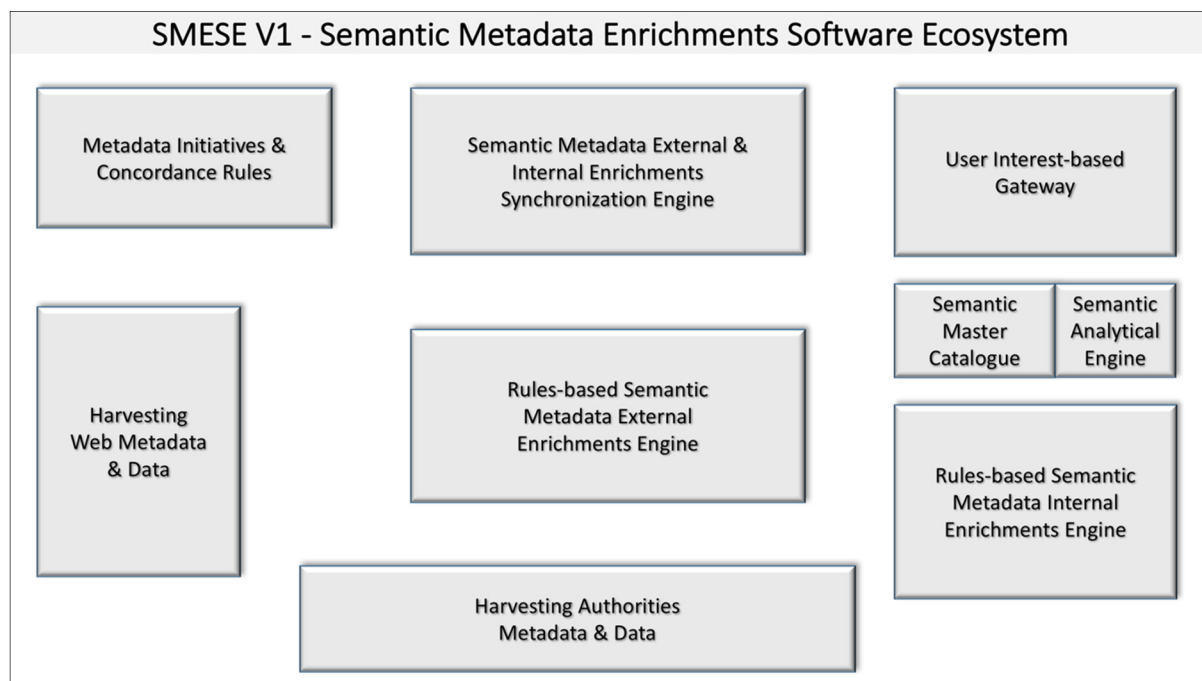 SMESE V1 - Semantic Metadata Enrichments Software Ecosystem
Metadata Initiatives &
Concordance Rules
Semantic Metadata External &
Internal Enrichments
Synchronization Engine
User Interest-based
Gateway
Semantic
Master
Catalogue
Semantic
Analytical
Engine
Harvesting
Web Metadata
& Data
Rules-based Semantic
Metadata External
Enrichments Engine
Rules-based Semantic
Metadata Internal
Enrichments Engine
Harvesting Authorities
Metadata & Data